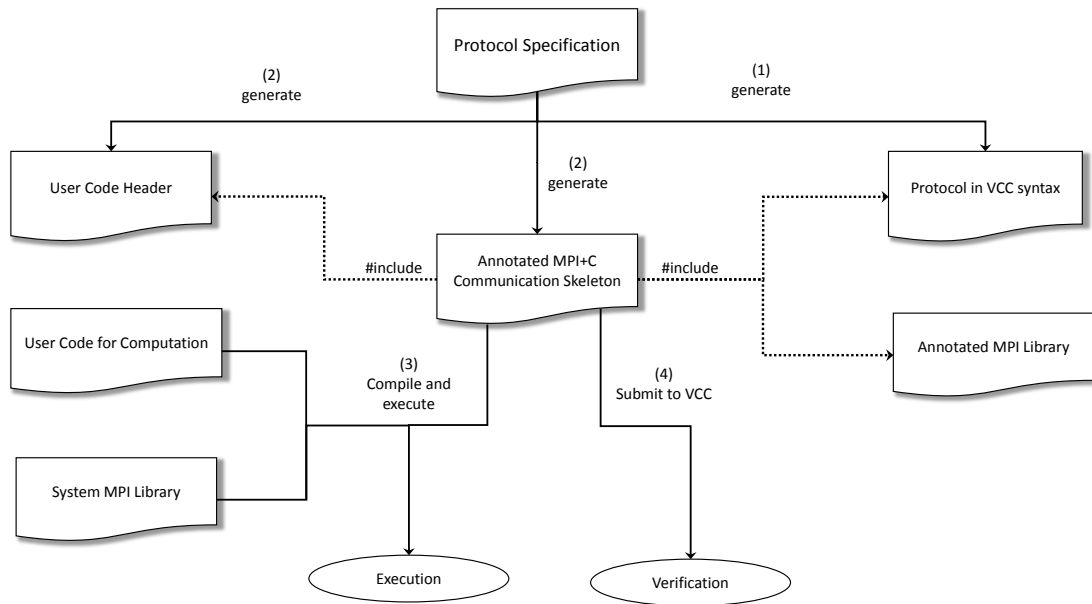 Protocol Specification
(2)
generate
(1)
generate
User Code Header
(2)
generate
Protocol in VCC syntax
Annotated MPI+C
Communication Skeleton
#include
#include
User Code for Computation
Annotated MPI Library
(3)
Compile and
execute
(4)
Submit to VCC
System MPI Library
Execution
Verification